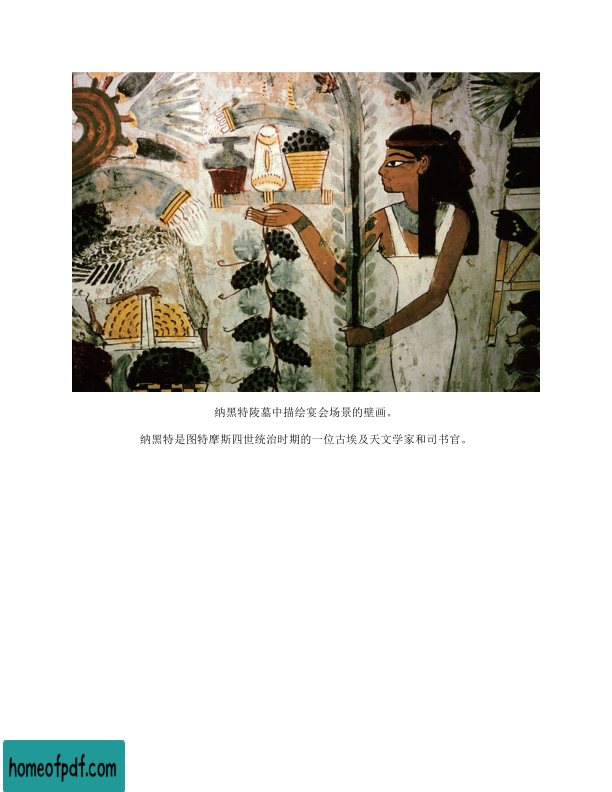 纳黑特陵墓中描绘宴会场景的壁画。
纳黑特是图特摩斯四世统治时期的一位古埃及天文学家和司书官。
homeofpdf.com